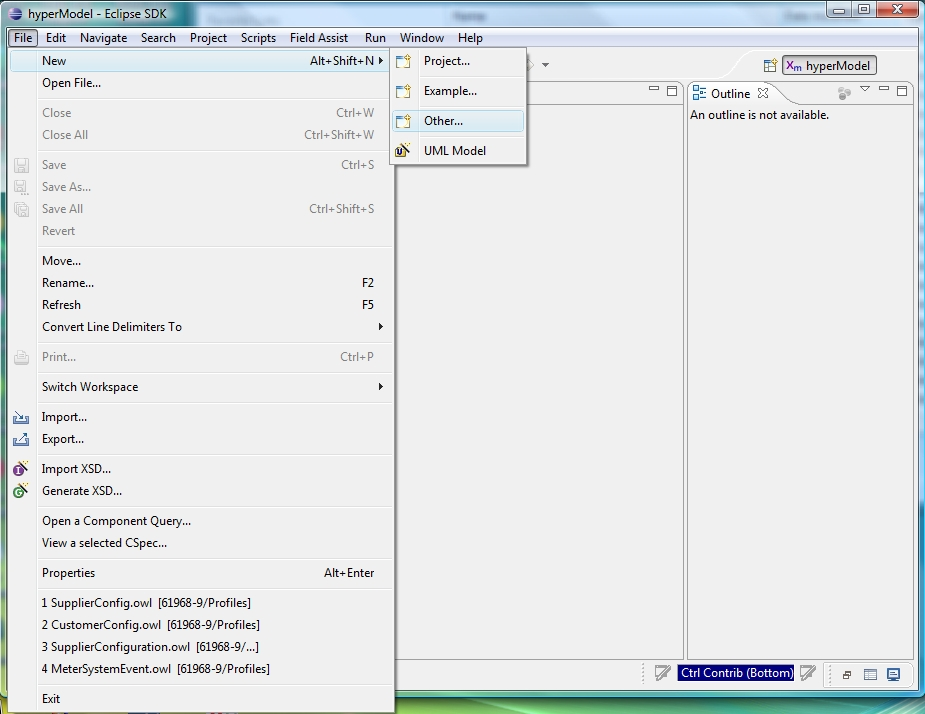 hyperModel - Eclipse SDK
File Edit Navigate Search Project Scripts Field Assist Run Window Help
New Alt+Shift+N
Open File...
Close Ctrl+W
Close All Ctrl+Shift+W
Save Ctrl+S
Save As...
Save All Ctrl+Shift+S
Revert
Move...
Rename... F2
Refresh F5
Convert Line Delimiters To
Print... Ctrl+P
Switch Workspace
Import...
Export...
Import XSD...
Generate XSD...
Open a Component Query...
View a selected CSpec...
Properties Alt+Enter
1 SupplierConfig.owl [61968-9/Profiles]
2 CustomerConfig.owl [61968-9/Profiles]
3 SupplierConfiguration.owl [61968-9/...]
4 MeterSystemEvent.owl [61968-9/Profiles]
Exit
Project...
Example...
Other...
UML Model
Xm hyperModel
Outline
An outline is not available.
Ctrl Contrib (Bottom)